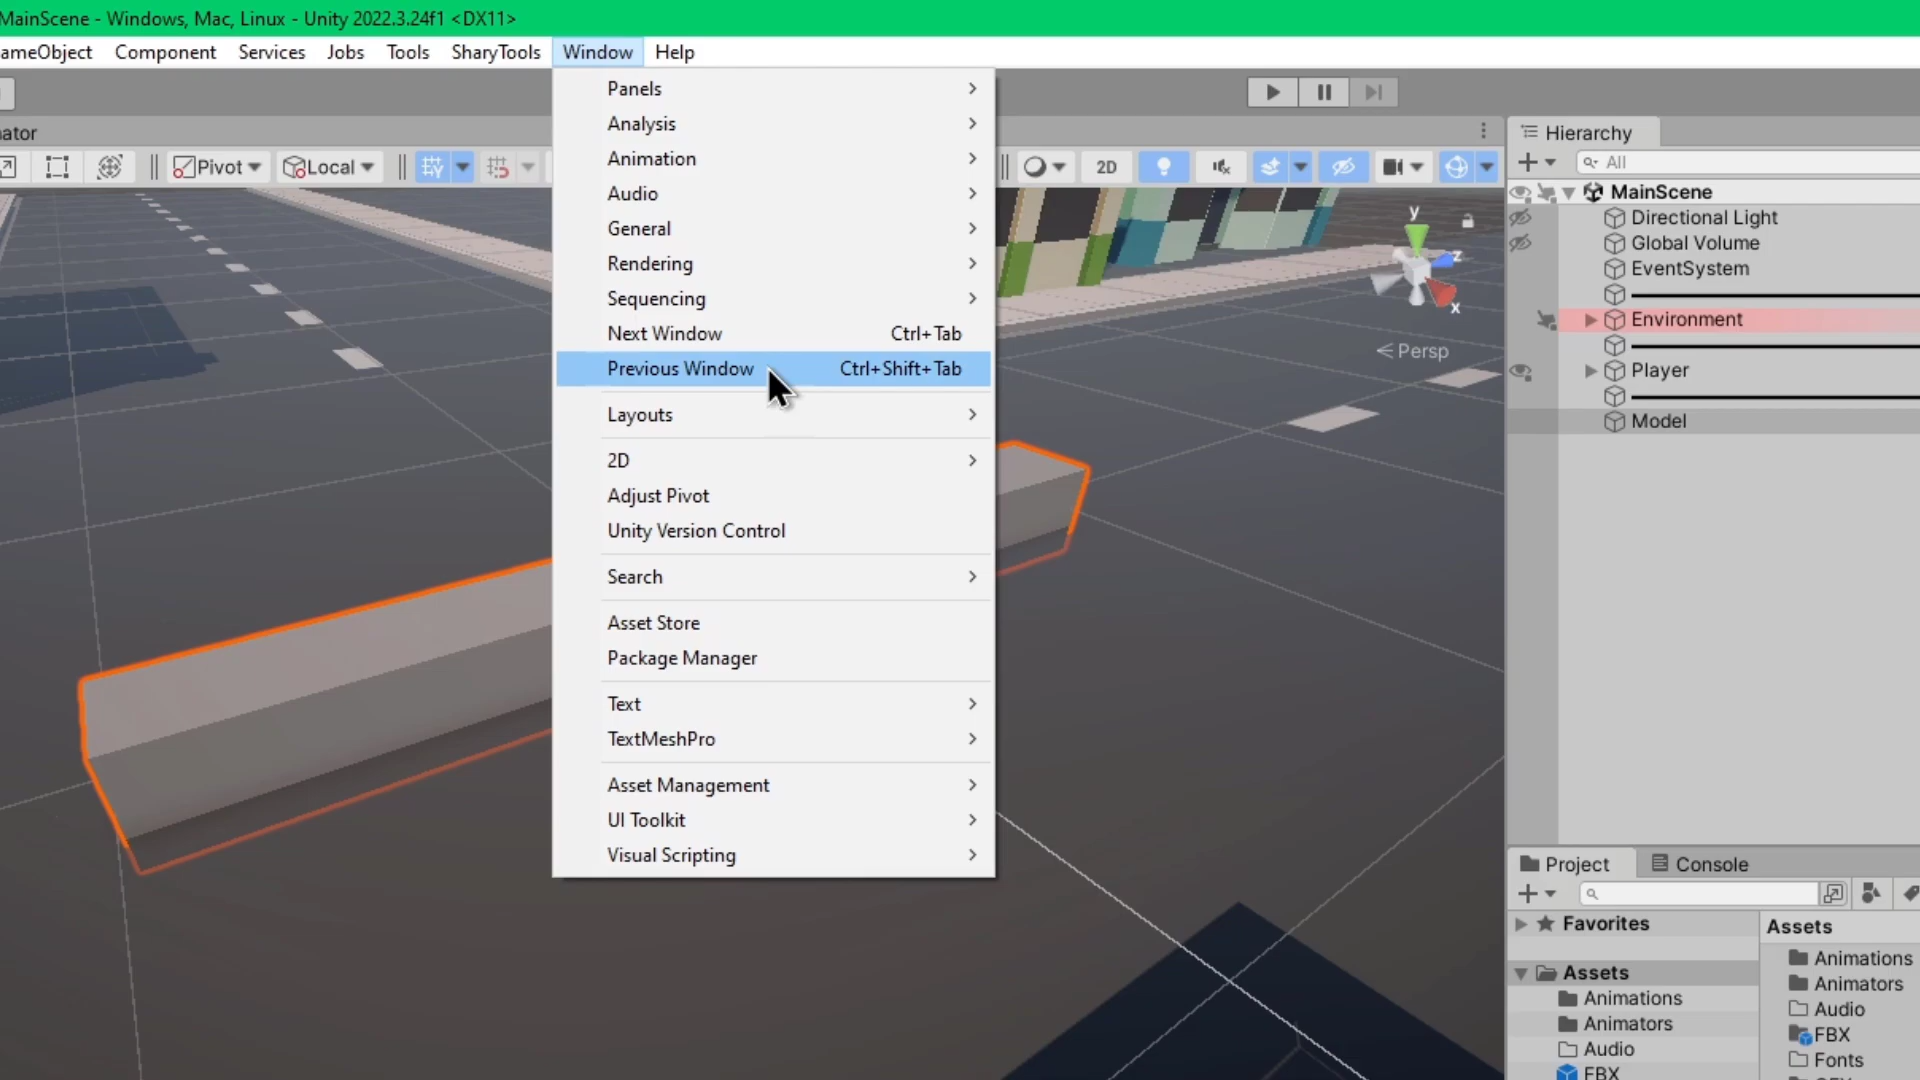 MainScene - Windows, Mac, Linux - Unity 2022.3.24f1 <DX11>
ameObject Component Services Jobs Tools SharyTools Window Help
ator
Pivot Local
2D
Panels
Analysis
Animation
Audio
General
Rendering
Sequencing
Next Window Ctrl+Tab
Previous Window Ctrl+Shift+Tab
Layouts
2D
Adjust Pivot
Unity Version Control
Search
Asset Store
Package Manager
Text
TextMeshPro
Asset Management
UI Toolkit
Visual Scripting
y
z
x
Persp
Hierarchy
All
MainScene
Directional Light
Global Volume
EventSystem
Environment
Player
Model
Project Console
Favorites
Assets
Animations
Animators
Audio
FBX
Assets
Animations
Animators
Audio
FBX
Fonts